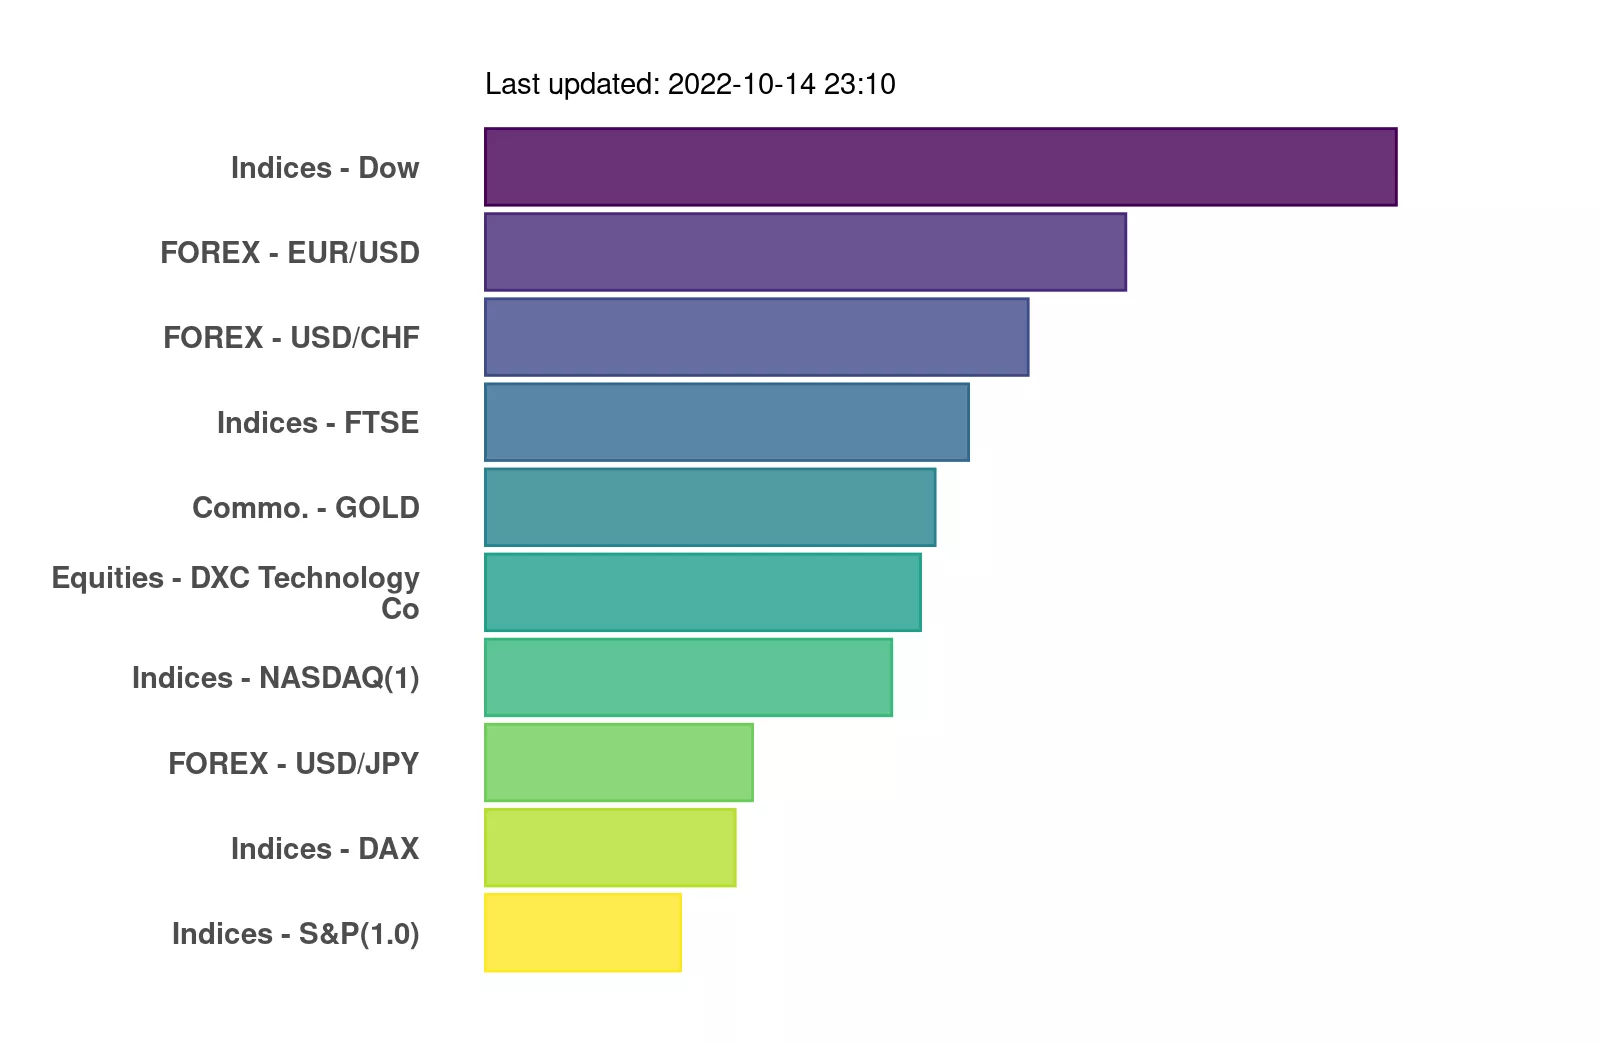 Last updated: 2022-10-14 23:10
Indices - Dow
FOREX - EUR/USD
FOREX - USD/CHF
Indices - FTSE
Commo. - GOLD
Equities - DXC Technology
Co
Indices - NASDAQ(1)
FOREX - USD/JPY
Indices - DAX
Indices - S&P(1.0)